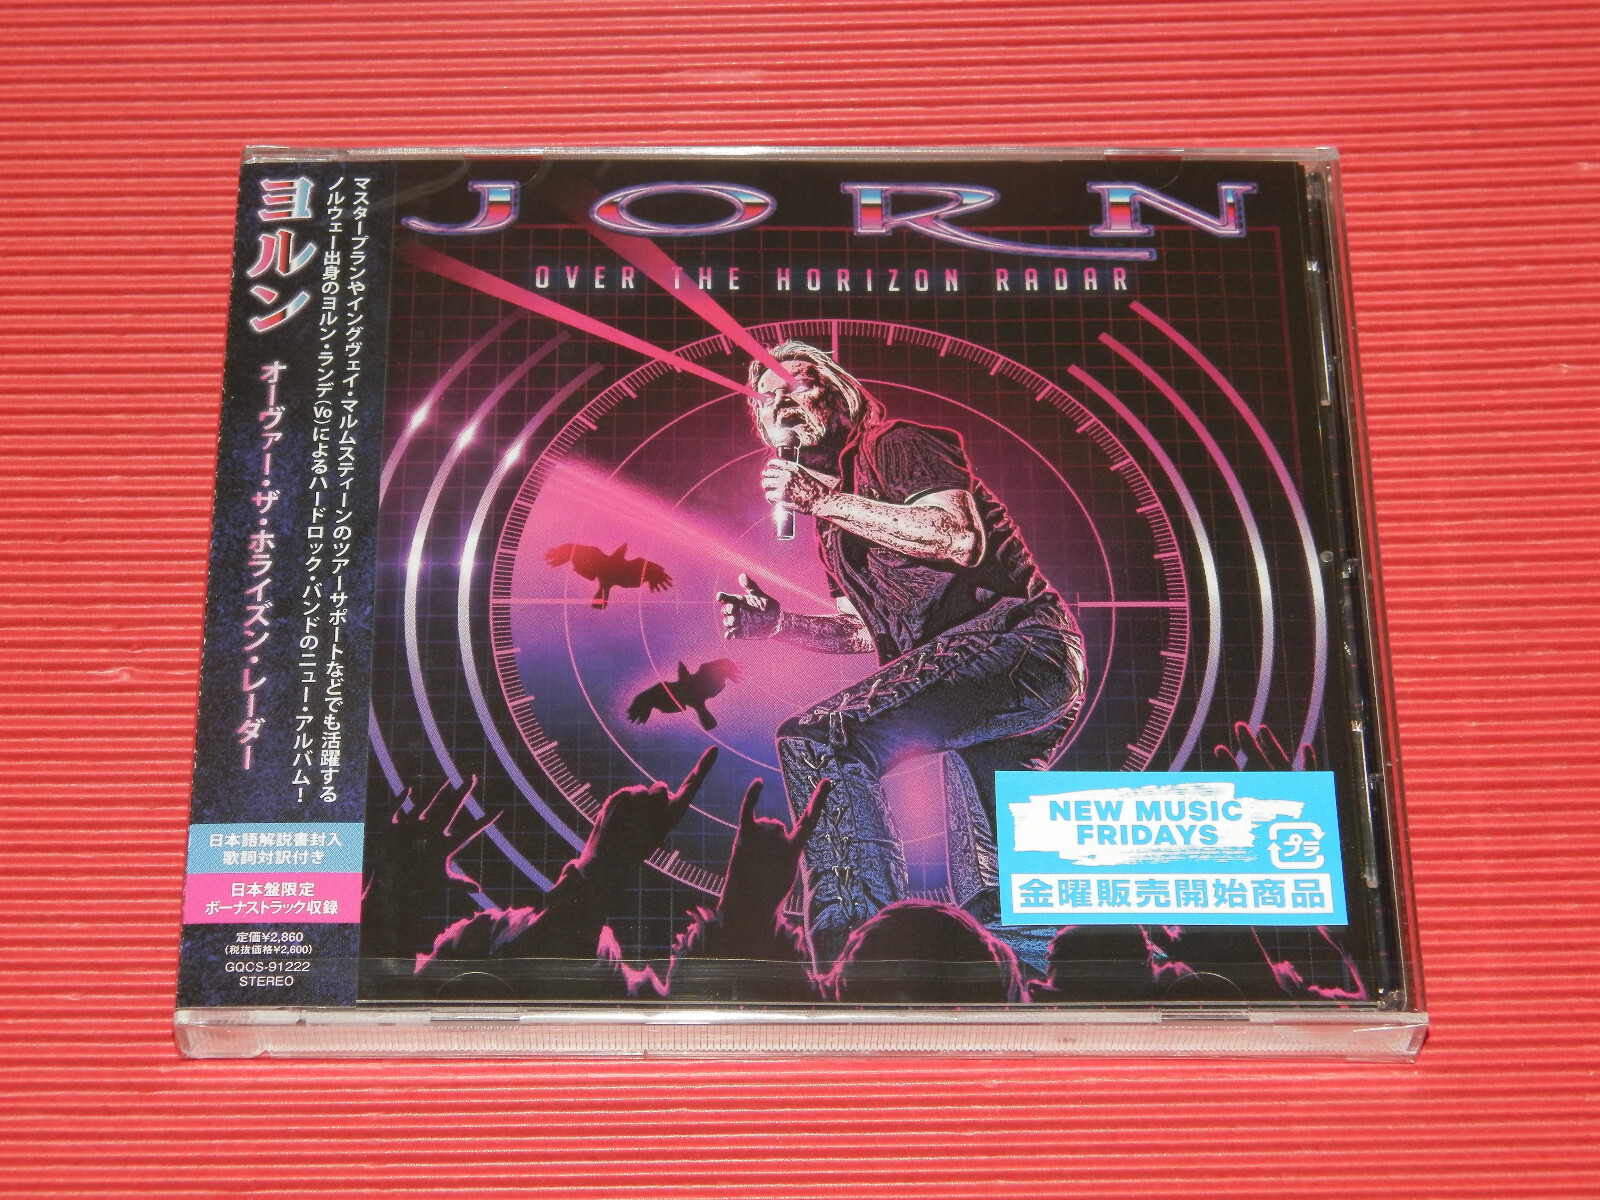 ヨルン
オーヴァー・ザ・ホライズン・レーダー
マスタープランやイングヴェイ・マルムスティーンのツアーサポートなどでも活躍する
ノルウェー出身のヨルン・ランデ(Vo)によるハードロック・バンドのニュー・アルバム!
日本語解説書封入
歌詞対訳付き
日本盤限定
ボーナストラック収録
定価¥2,860
(税抜価格¥2,600)
GQCS-91222
STEREO
JORN
OVER THE HORIZON RADAR
NEW MUSIC
FRIDAYS
プラ
金曜販売開始商品